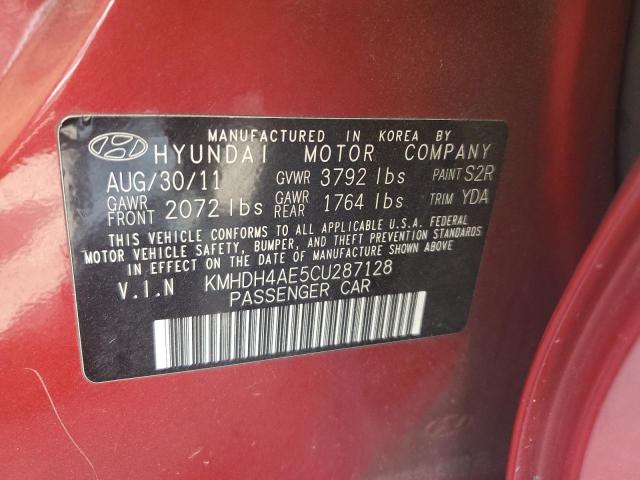 MANUFACTURED IN KOREA BY
HYUNDAI MOTOR COMPANY
AUG/30/11 GVWR 3792 lbs PAINT S2R
GAWR FRONT 2072 lbs GAWR REAR 1764 lbs TRIM YDA
THIS VEHICLE CONFORMS TO ALL APPLICABLE U.S.A. FEDERAL
MOTOR VEHICLE SAFETY, BUMPER, AND THEFT PREVENTION STANDARDS
IN EFFECT ON THE DATE OF MANUFACTURE SHOWN ABOVE
V.I.N KMHDH4AE5CU287128
PASSENGER CAR